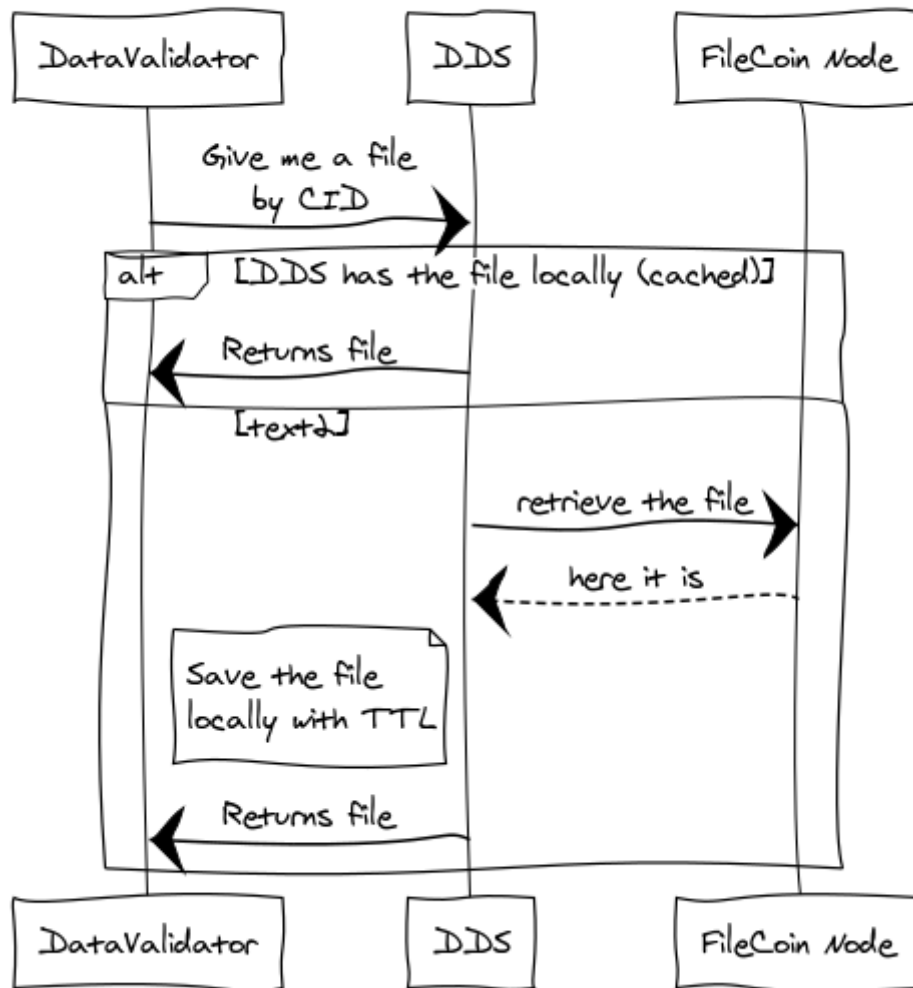 DataValidator
DDS
FileCoin Node
Give me a file
by CID
alt
[DDS has the file locally (cached)]
Returns file
[text2]
retrieve the file
here it is
Save the file
locally with TTL
Returns file
DataValidator
DDS
FileCoin Node